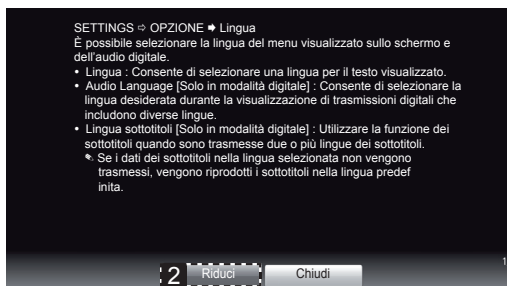 SETTINGS ⇨ OPZIONE ➡ Lingua
È possibile selezionare la lingua del menu visualizzato sullo schermo e
dell'audio digitale.
• Lingua : Consente di selezionare una lingua per il testo visualizzato.
• Audio Language [Solo in modalità digitale] : Consente di selezionare la
lingua desiderata durante la visualizzazione di trasmissioni digitali che
includono diverse lingue.
• Lingua sottotitoli [Solo in modalità digitale] : Utilizzare la funzione dei
sottotitoli quando sono trasmesse due o più lingue dei sottotitoli.
✎ Se i dati dei sottotitoli nella lingua selezionata non vengono
trasmessi, vengono riprodotti i sottotitoli nella lingua predef
inita.
1
2 Riduci Chiudi